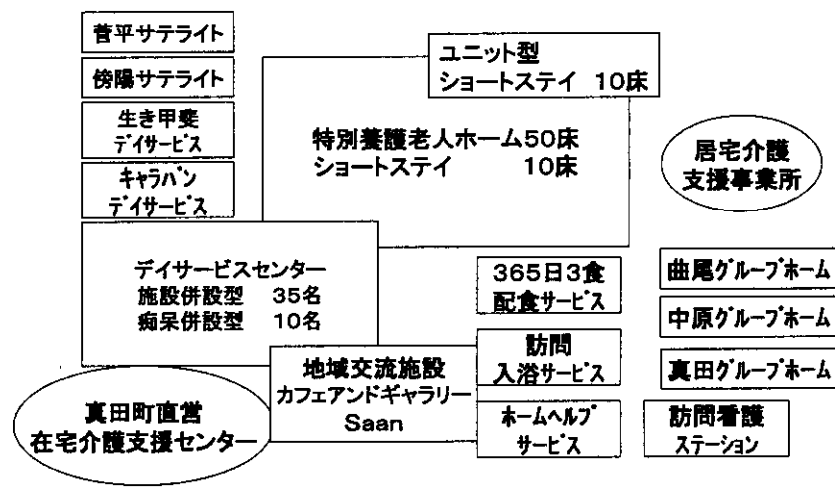 菅平サテライト
傍陽サテライト
生き甲斐
デイサービス
キャラバン
デイサービス
ユニット型
ショートステイ 10床
特別養護老人ホーム50床
ショートステイ 10床
居宅介護
支援事業所
デイサービスセンター
施設併設型 35名
痴呆併設型 10名
365日3食
配食サービス
曲尾グループホーム
中原グループホーム
真田グループホーム
訪問
入浴サービス
地域交流施設
カフェアンドギャラリー
Saan
真田町直営
在宅介護支援センター
ホームヘルプ
サービス
訪問看護
ステーション